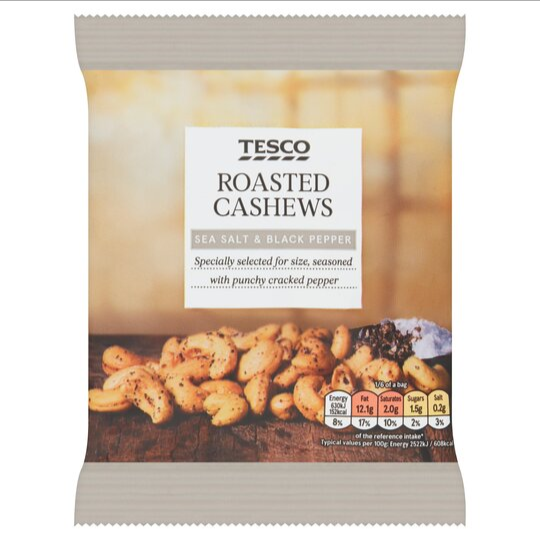 TESCO
ROASTED
CASHEWS
SEA SALT & BLACK PEPPER
Specially selected for size, seasoned
with punchy cracked pepper
1/6 of a bag
Energy Fat Saturates Sugars Salt
630kJ
152kcal 12.1g 2.0g 1.5g 0.2g
8% 17% 10% 2% 3%
of the reference intake*
Typical values per 100g: Energy 2522kJ / 608kcal